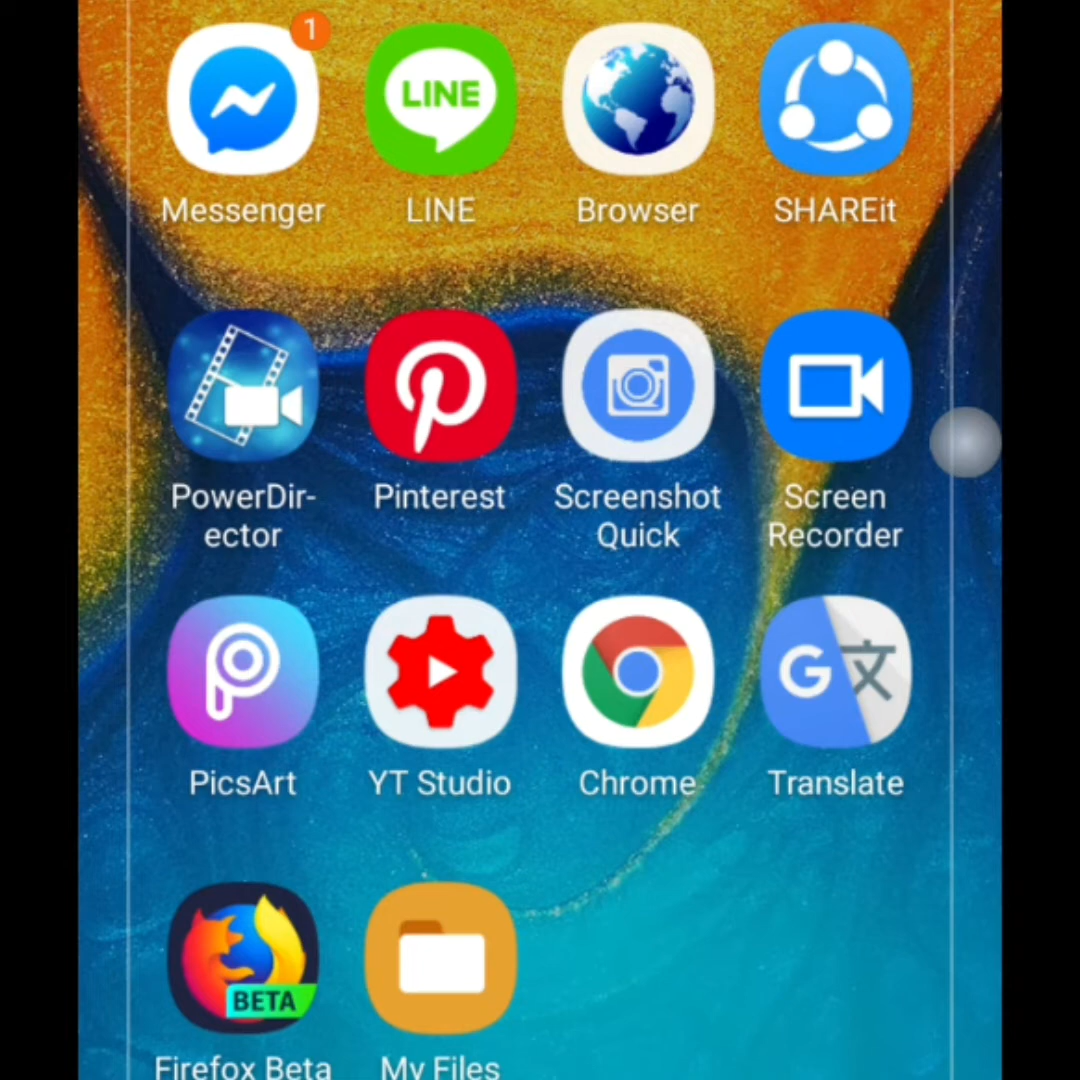 1
LINE
Messenger LINE Browser SHAREit
PowerDir-
ector
Pinterest
Screenshot
Quick
Screen
Recorder
G 文
PicsArt YT Studio Chrome Translate
BETA
Firefox Beta My Files